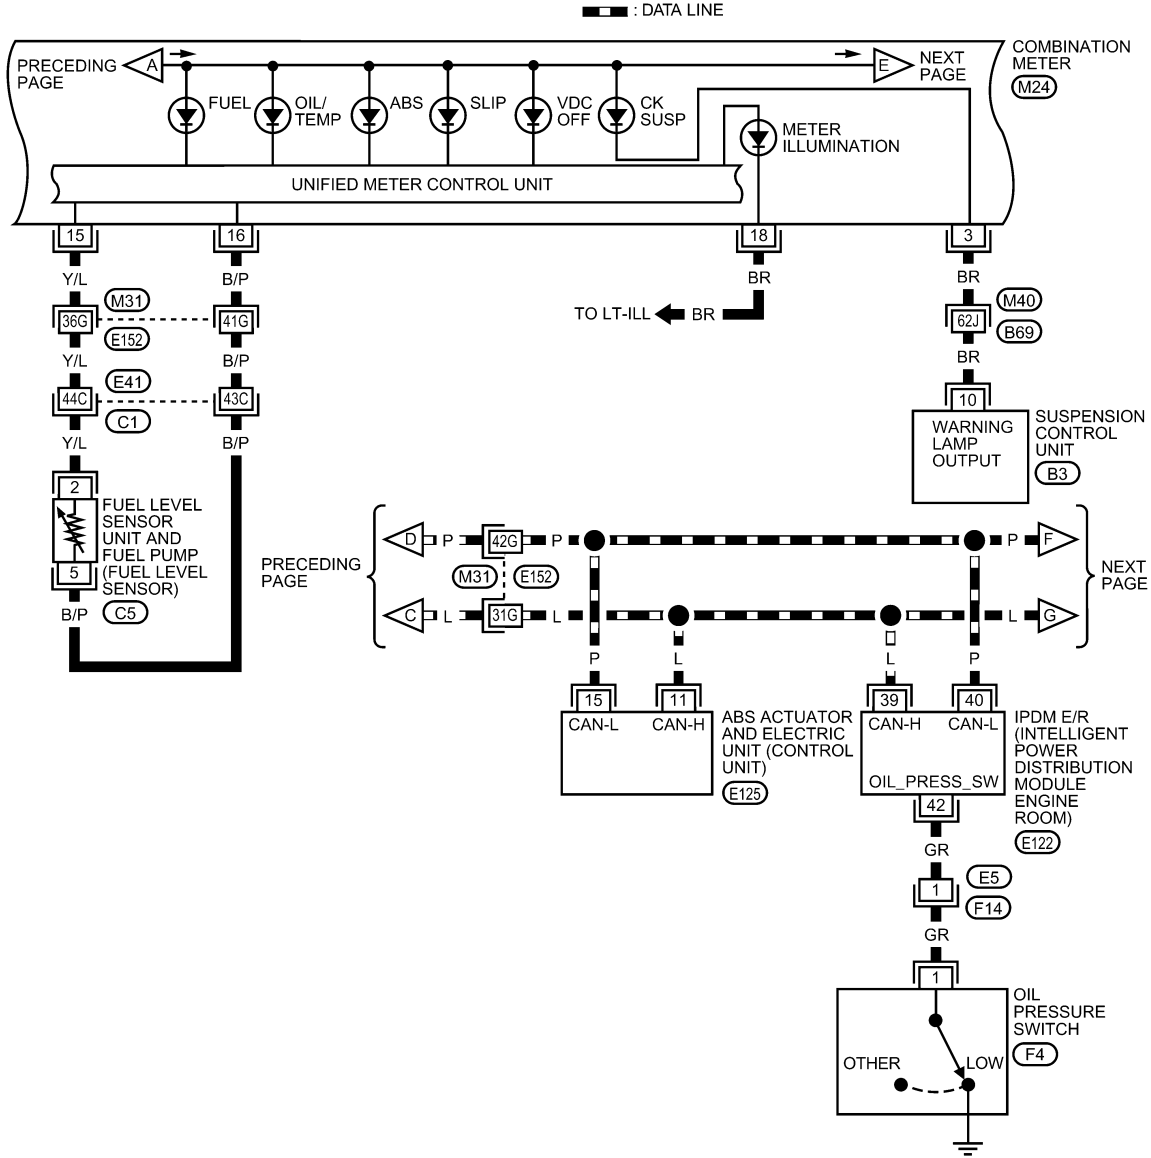 : DATA LINE
PRECEDING
PAGE
A
E
NEXT
PAGE
COMBINATION
METER
M24
FUEL
OIL/
TEMP
ABS
SLIP
VDC
OFF
CK
SUSP
METER
ILLUMINATION
UNIFIED METER CONTROL UNIT
15
16
18
3
Y/L
B/P
BR
BR
M31
36G
41G
E152
TO LT-ILL
BR
M40
62J
B69
Y/L
B/P
BR
E41
44C
43C
C1
10
Y/L
B/P
WARNING
LAMP
OUTPUT
SUSPENSION
CONTROL
UNIT
B3
2
FUEL LEVEL
SENSOR
UNIT AND
FUEL PUMP
(FUEL LEVEL
SENSOR)
C5
5
B/P
PRECEDING
PAGE
D
P
42G
P
P
F
M31
E152
C
L
31G
L
L
G
NEXT
PAGE
P
L
L
P
15
11
39
40
CAN-L
CAN-H
CAN-H
CAN-L
ABS ACTUATOR
AND ELECTRIC
UNIT (CONTROL
UNIT)
E125
OIL_PRESS_SW
IPDM E/R
(INTELLIGENT
POWER
DISTRIBUTION
MODULE
ENGINE
ROOM)
E122
42
GR
1
E5
F14
GR
1
OIL
PRESSURE
SWITCH
F4
OTHER
LOW